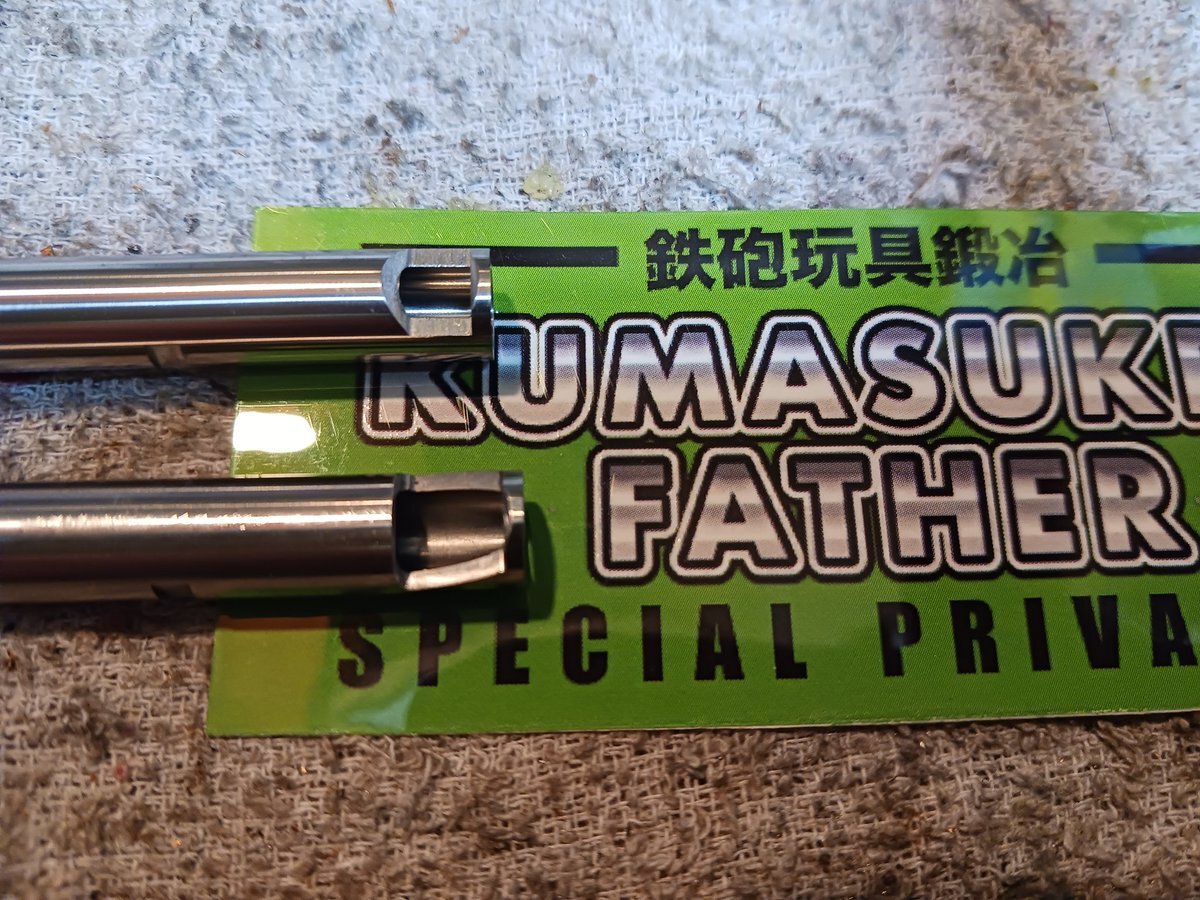 鉄砲玩具鍛冶
KUMASUKE
FATHER
SPECIAL PRIVA